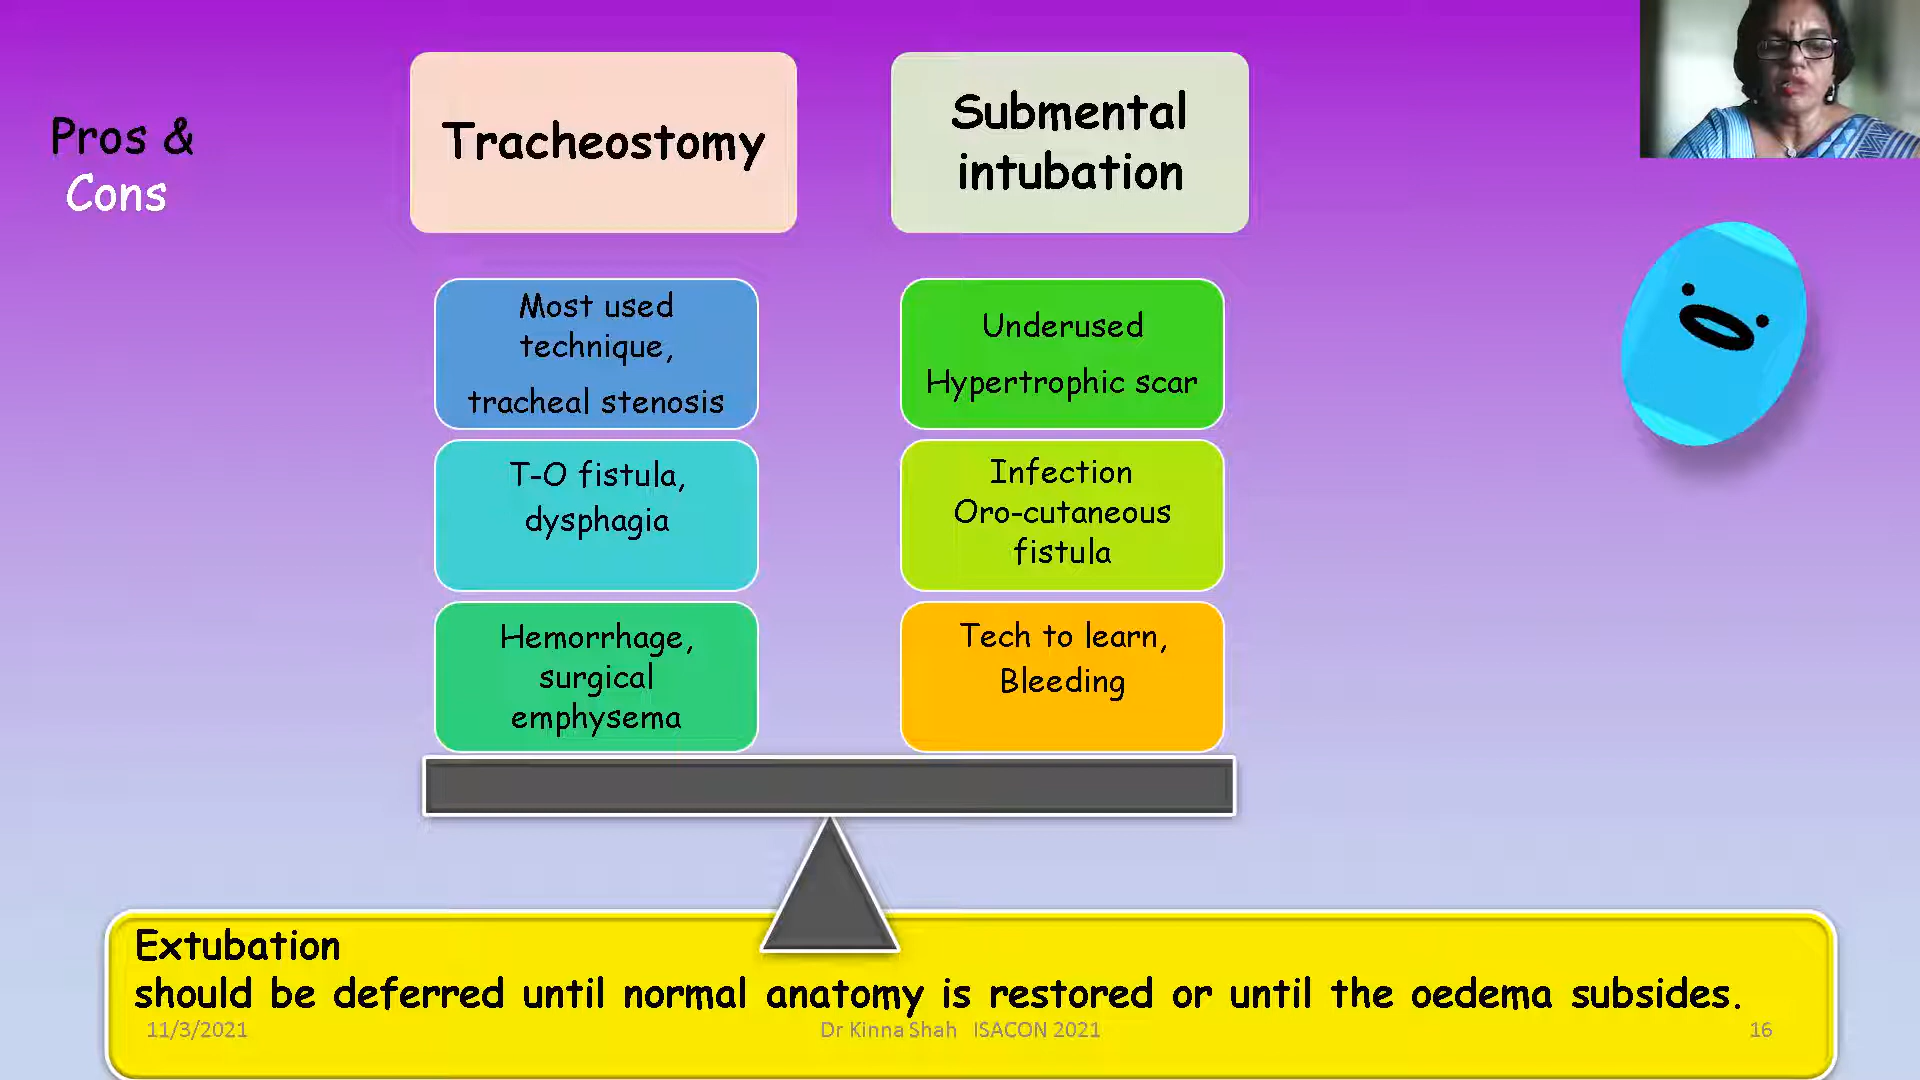 Pros &
Cons
Tracheostomy
Submental
intubation
Most used
technique,
tracheal stenosis
Underused
Hypertrophic scar
T-O fistula,
dysphagia
Infection
Oro-cutaneous
fistula
Hemorrhage,
surgical
emphysema
Tech to learn,
Bleeding
Extubation
should be deferred until normal anatomy is restored or until the oedema subsides.
11/3/2021
Dr Kinna Shah ISACON 2021
16